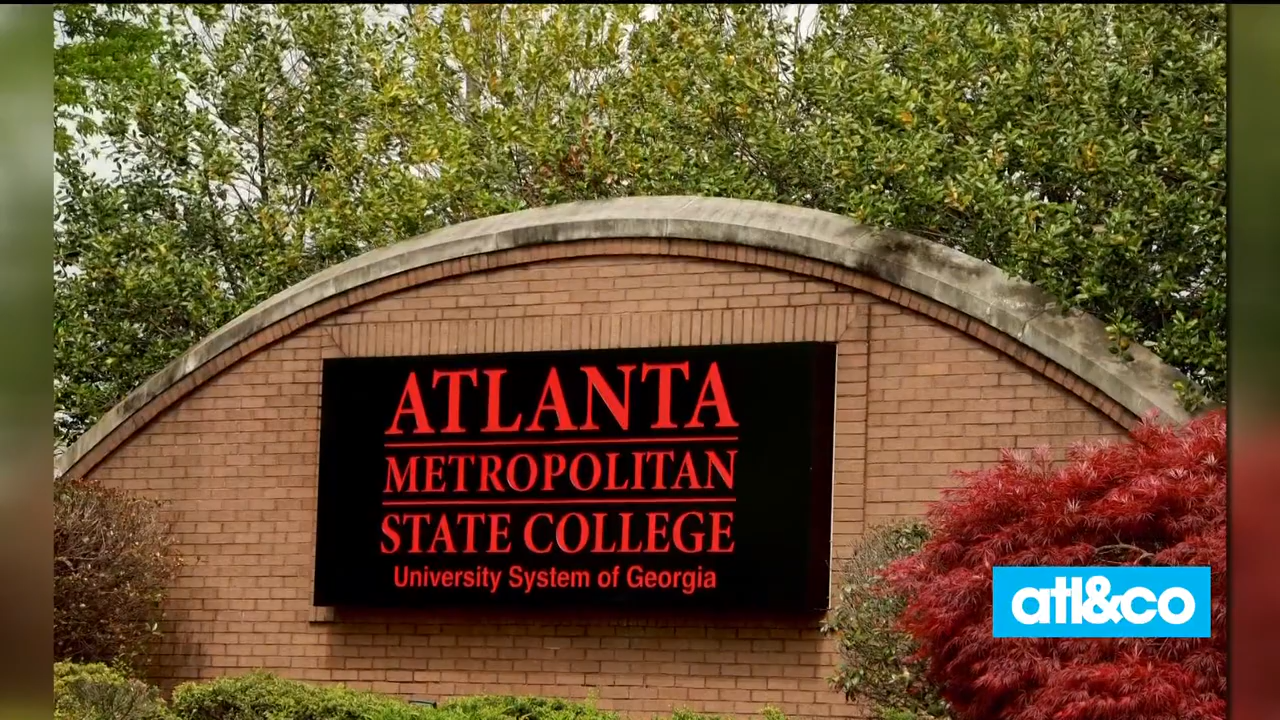 ATLANTA
METROPOLITAN
STATE COLLEGE
University System of Georgia
atl&co